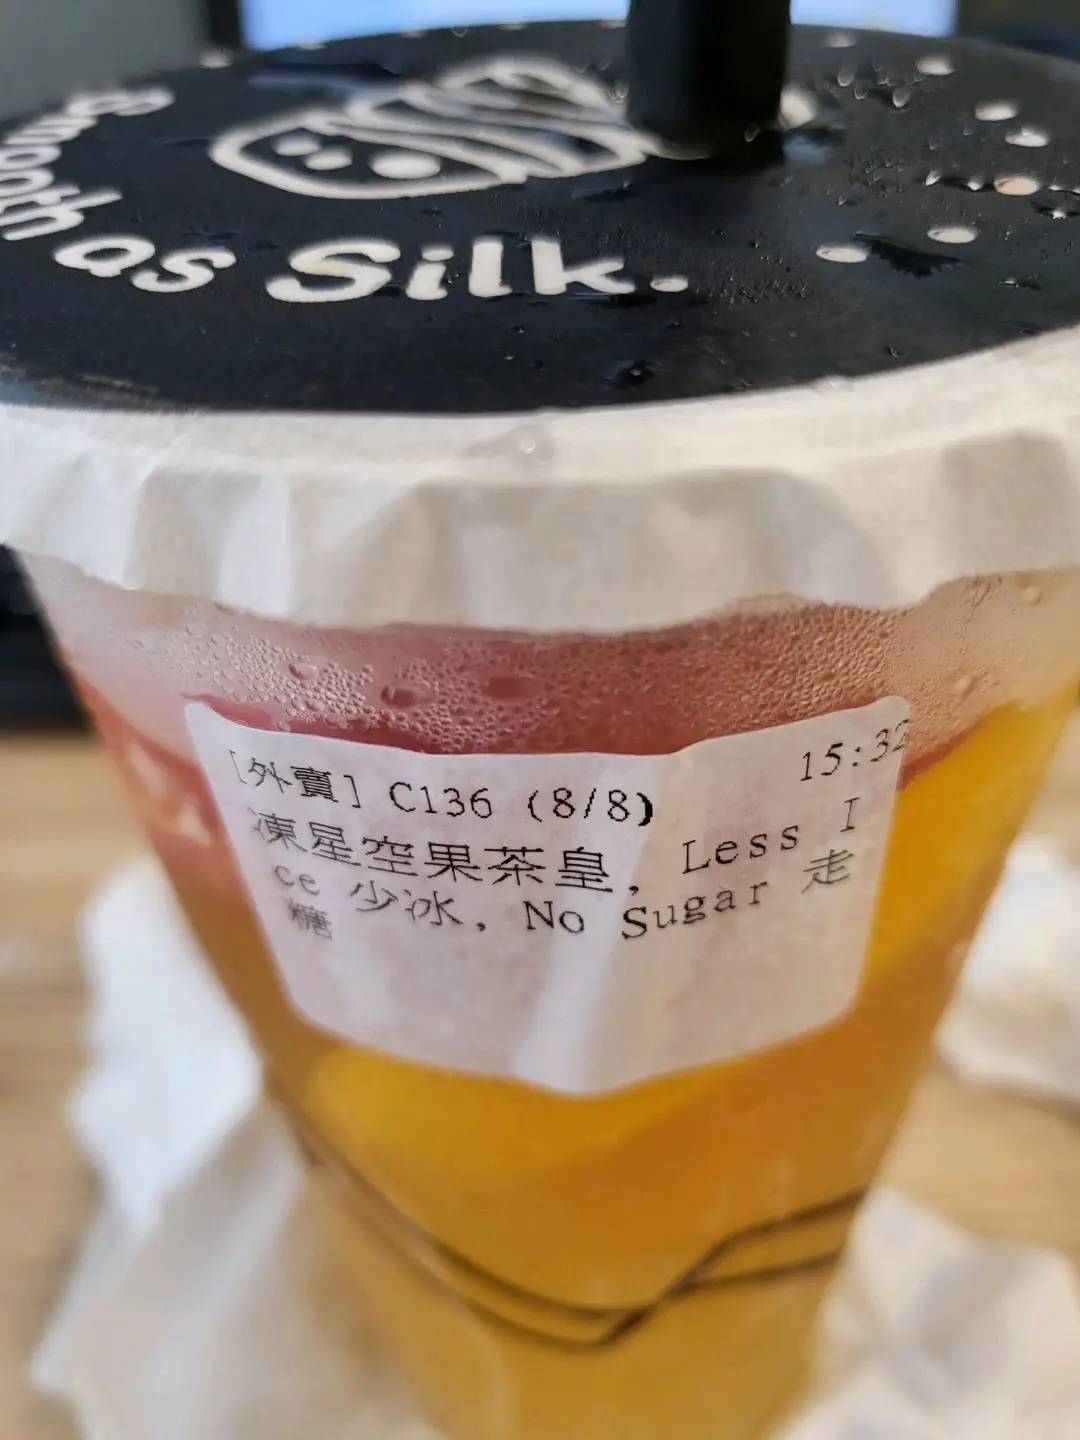 Smooth as Silk.
[外賣] C136 (8/8) 15:32
凍星空果茶皇, Less I
ce 少冰, No Sugar 走
糖